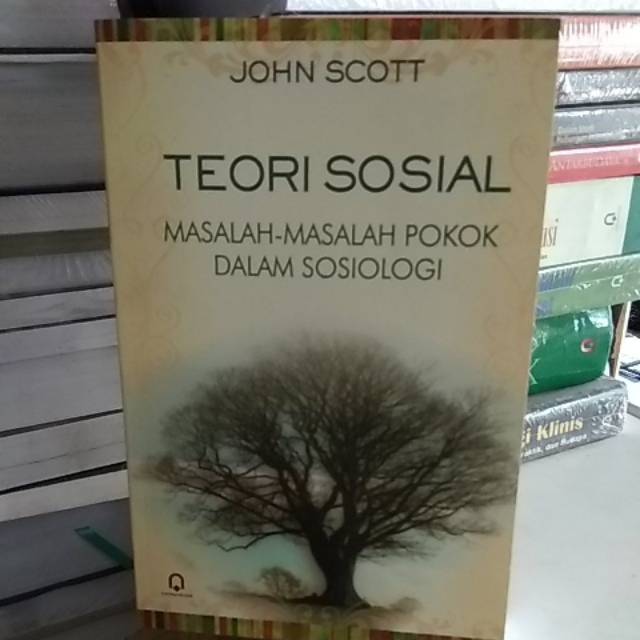 JOHN SCOTT
TEORI SOSIAL
MASALAH-MASALAH POKOK
DALAM SOSIOLOGI
Klinis